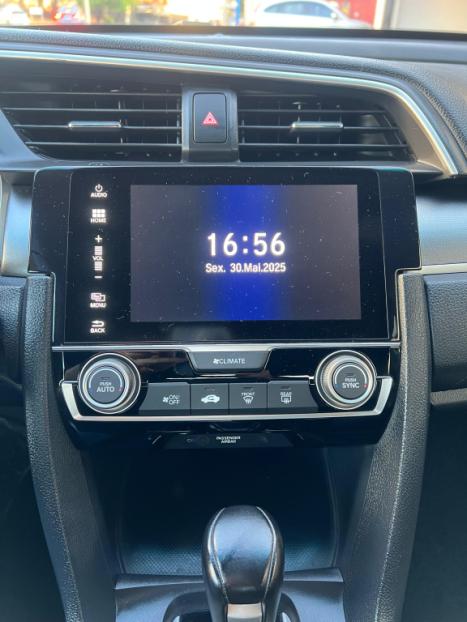 AUDIO
HOME
+
VOL
-
MENU
BACK
16:56
Sex. 30.Mai.2025
CLIMATE
PUSH
AUTO
ON/
OFF
FRONT
REAR
PUSH
SYNC
PASSENGER
AIRBAG